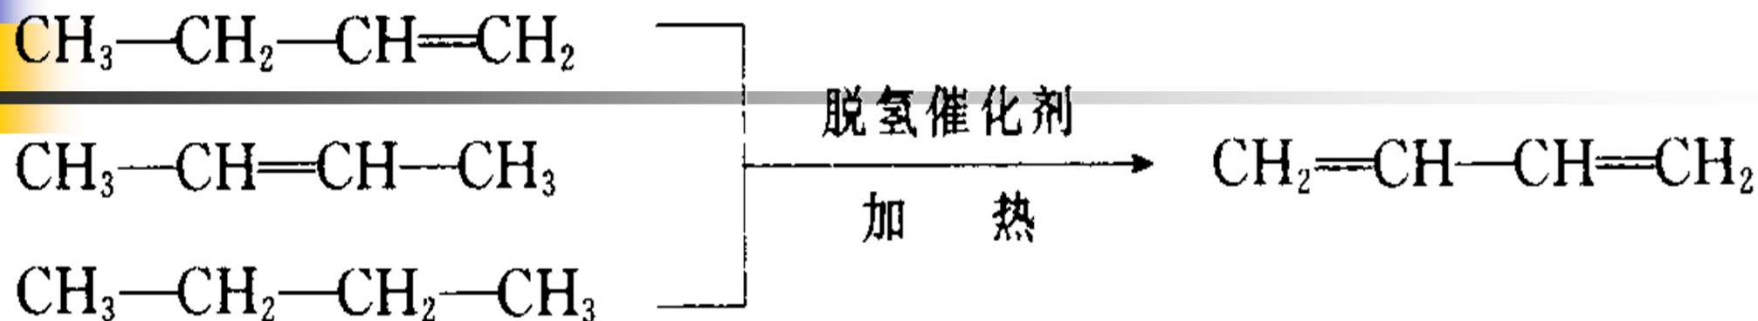 CH₃—CH₂—CH=CH₂
脱氢催化剂
CH₃—CH=CH—CH₃
CH₂=CH—CH=CH₂
加 热
CH₃—CH₂—CH₂—CH₃